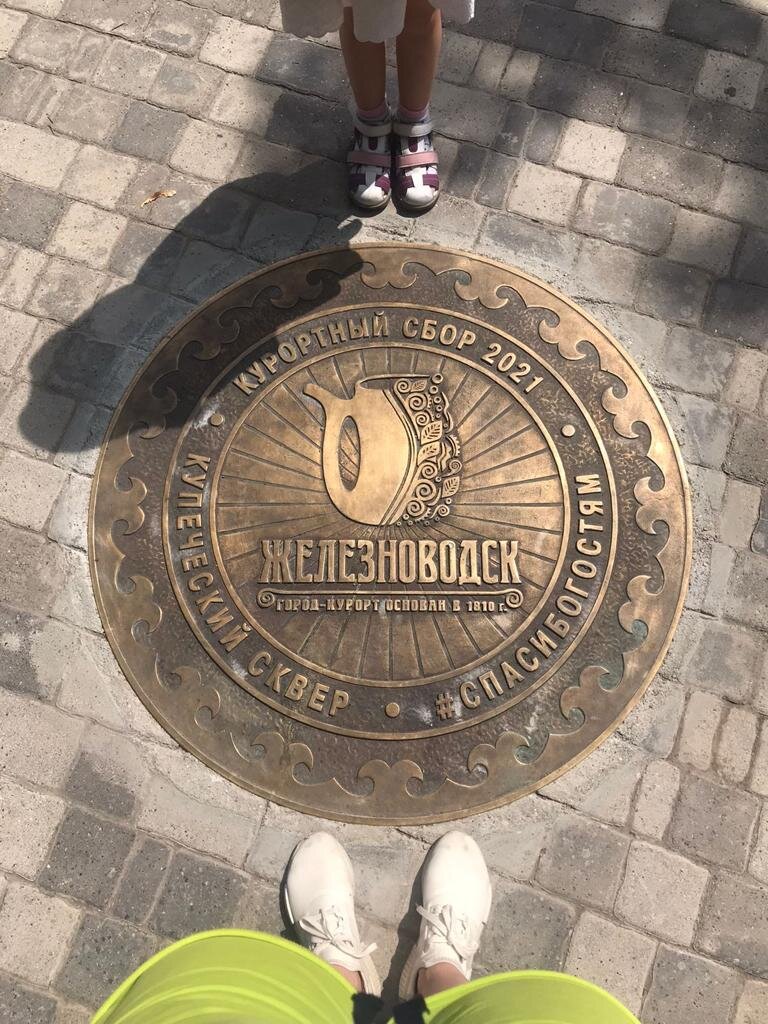 КУРОРТНЫЙ СБОР 2021
ЖЕЛЕЗНОВОДСК
ГОРОД-КУРОРТ ОСНОВАН В 1810 г.
КУПЕЧЕСКИЙ СКВЕР
#СПАСИБОГОСТЯМ